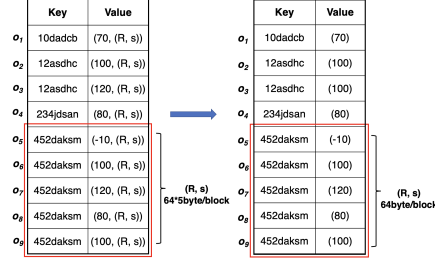 Key Value
o1 10dadcb (70, (R, s))
o2 12asdhc (100, (R, s))
o3 12asdhc (120, (R, s))
o4 234jdsan (80, (R, s))
o5 452daksm (-10, (R, s))
o6 452daksm (100, (R, s))
o7 452daksm (120, (R, s))
o8 452daksm (80, (R, s))
o9 452daksm (100, (R, s))
(R, s)
64*5byte/block
Key Value
o1 10dadcb (70)
o2 12asdhc (100)
o3 12asdhc (100)
o4 234jdsan (80)
o5 452daksm (-10)
o6 452daksm (100)
o7 452daksm (120)
o8 452daksm (80)
o9 452daksm (100)
(R, s)
64byte/block